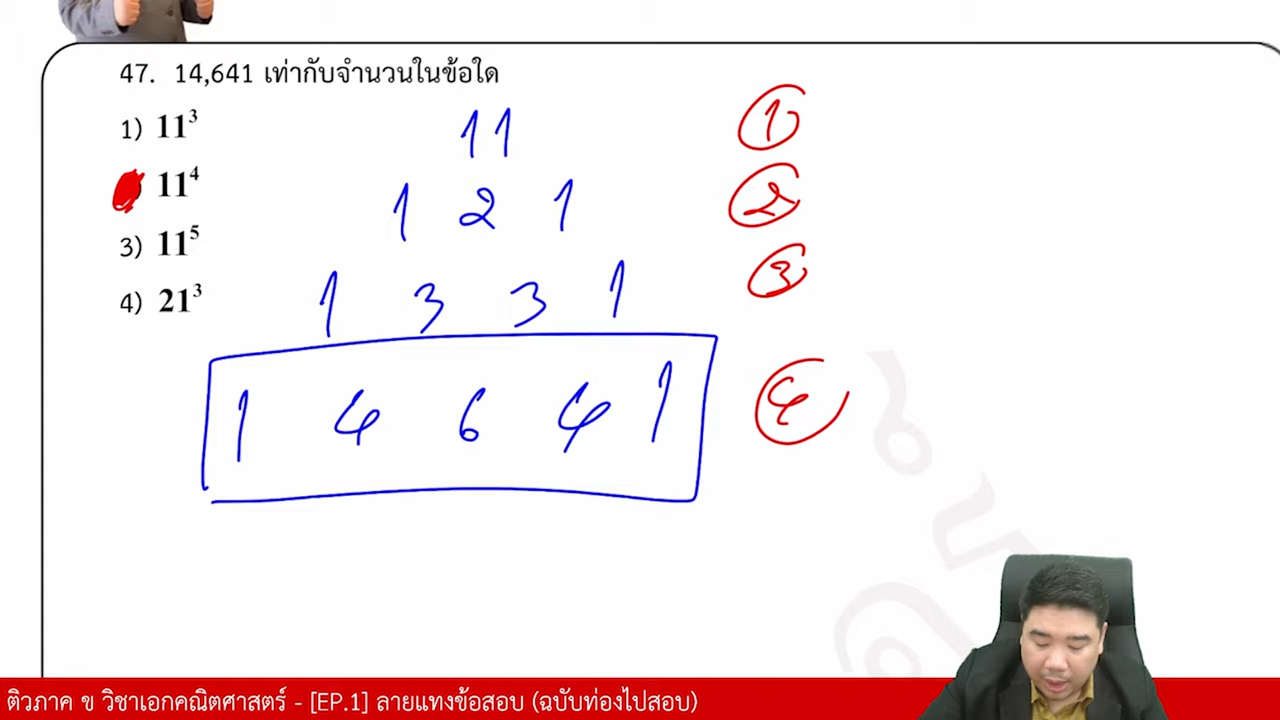 47. 14,641 เท่ากับจำนวนในข้อใด
1) 11³
11⁴
3) 11⁵
4) 21³
11
1 2 1
1 3 3 1
1 4 6 4 1
1
2
3
4
ติวภาค ข วิชาเอกคณิตศาสตร์ - [EP.1] ลายแทงข้อสอบ (ฉบับท่องไปสอบ)